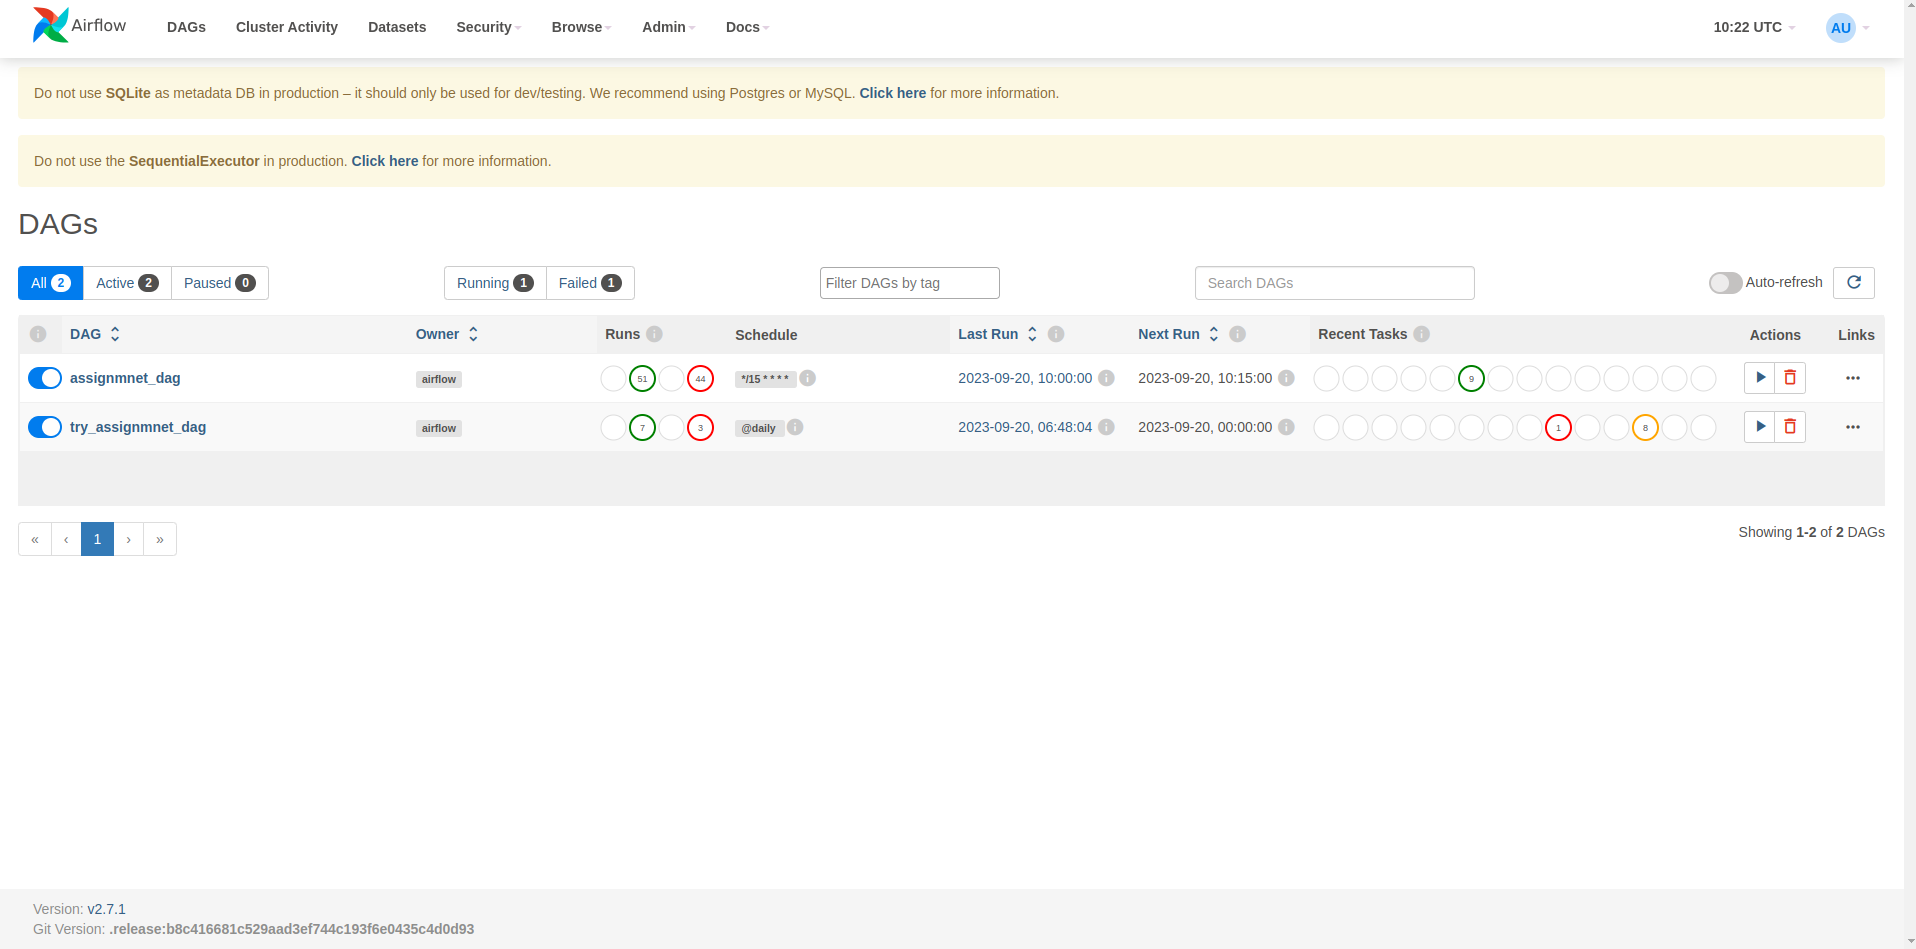 Airflow DAGs Cluster Activity Datasets Security Browse Admin Docs 10:22 UTC AU
Do not use SQLite as metadata DB in production – it should only be used for dev/testing. We recommend using Postgres or MySQL. Click here for more information.
Do not use the SequentialExecutor in production. Click here for more information.
DAGs
All 2 Active 2 Paused 0 Running 1 Failed 1 Filter DAGs by tag Search DAGs Auto-refresh
DAG Owner Runs Schedule Last Run Next Run Recent Tasks Actions Links
assignmnet_dag airflow 51 44 */15 * * * * 2023-09-20, 10:00:00 2023-09-20, 10:15:00 9
try_assignmnet_dag airflow 7 3 @daily 2023-09-20, 06:48:04 2023-09-20, 00:00:00 1 8
« ‹ 1 › » Showing 1-2 of 2 DAGs
Version: v2.7.1
Git Version: .release:b8c416681c529aad3ef744c193f6e0435c4d0d93